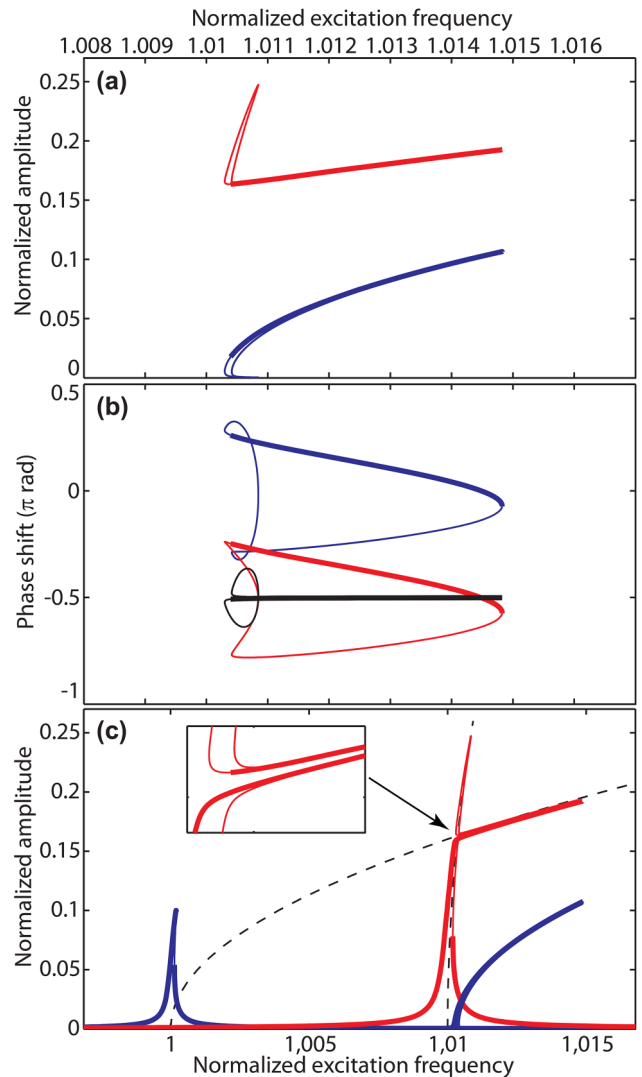 Normalized excitation frequency
1.008 1.009 1.01 1.011 1.012 1.013 1.014 1.015 1.016
(a)
Normalized amplitude
0.25
0.2
0.15
0.1
0.05
0
(b)
Phase shift (π rad)
0.5
0
-0.5
-1
(c)
Normalized amplitude
0.25
0.2
0.15
0.1
0.05
0
1 1,005 1,01 1,015
Normalized excitation frequency